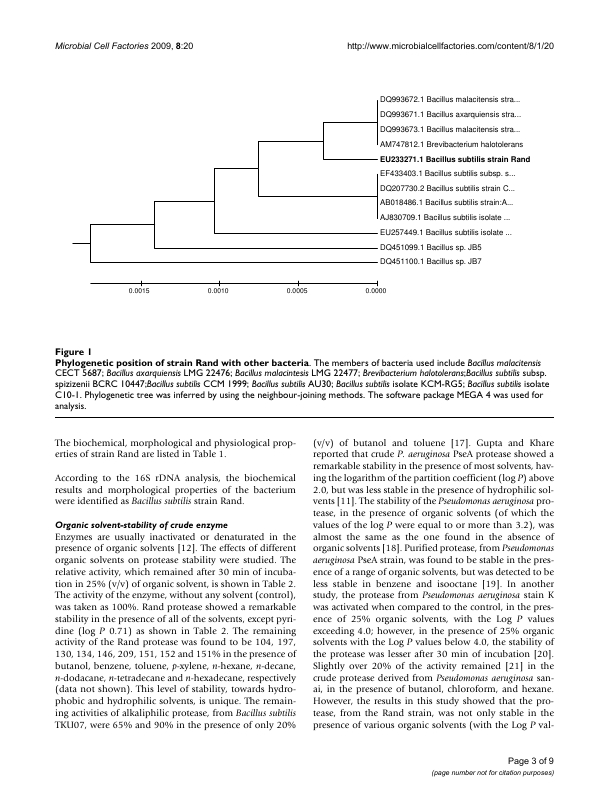 Microbial Cell Factories 2009, 8:20
http://www.microbialcellfactories.com/content/8/1/20
DQ993672.1 Bacillus malacitensis stra...
DQ993671.1 Bacillus axarquiensis stra...
DQ993673.1 Bacillus malacitensis stra...
AM747812.1 Brevibacterium halotolerans
EU233271.1 Bacillus subtilis strain Rand
EF433403.1 Bacillus subtilis subsp. s...
DQ207730.2 Bacillus subtilis strain C...
AB018486.1 Bacillus subtilis strain:A...
AJ830709.1 Bacillus subtilis isolate ...
EU257449.1 Bacillus subtilis isolate ...
DQ451099.1 Bacillus sp. JB5
DQ451100.1 Bacillus sp. JB7
0.0015 0.0010 0.0005 0.0000
Figure 1
Phylogenetic position of strain Rand with other bacteria. The members of bacteria used include Bacillus malacitensis
CECT 5687; Bacillus axarquiensis LMG 22476; Bacillus malacintesis LMG 22477; Brevibacterium halotolerans;Bacillus subtilis subsp.
spizizenii BCRC 10447;Bacillus subtilis CCM 1999; Bacillus subtilis AU30; Bacillus subtilis isolate KCM-RG5; Bacillus subtilis isolate
C10-1. Phylogenetic tree was inferred by using the neighbour-joining methods. The software package MEGA 4 was used for
analysis.
The biochemical, morphological and physiological prop-
erties of strain Rand are listed in Table 1.
According to the 16S rDNA analysis, the biochemical
results and morphological properties of the bacterium
were identified as Bacillus subtilis strain Rand.
Organic solvent-stability of crude enzyme
Enzymes are usually inactivated or denaturated in the
presence of organic solvents [12]. The effects of different
organic solvents on protease stability were studied. The
relative activity, which remained after 30 min of incuba-
tion in 25% (v/v) of organic solvent, is shown in Table 2.
The activity of the enzyme, without any solvent (control),
was taken as 100%. Rand protease showed a remarkable
stability in the presence of all of the solvents, except pyri-
dine (log P 0.71) as shown in Table 2. The remaining
activity of the Rand protease was found to be 104, 197,
130, 134, 146, 209, 151, 152 and 151% in the presence of
butanol, benzene, toluene, p-xylene, n-hexane, n-decane,
n-dodacane, n-tetradecane and n-hexadecane, respectively
(data not shown). This level of stability, towards hydro-
phobic and hydrophilic solvents, is unique. The remain-
ing activities of alkaliphilic protease, from Bacillus subtilis
TKU07, were 65% and 90% in the presence of only 20%
(v/v) of butanol and toluene [17]. Gupta and Khare
reported that crude P. aeruginosa PseA protease showed a
remarkable stability in the presence of most solvents, hav-
ing the logarithm of the partition coefficient (log P) above
2.0, but was less stable in the presence of hydrophilic sol-
vents [11]. The stability of the Pseudomonas aeruginosa pro-
tease, in the presence of organic solvents (of which the
values of the log P were equal to or more than 3.2), was
almost the same as the one found in the absence of
organic solvents [18]. Purified protease, from Pseudomonas
aeruginosa PseA strain, was found to be stable in the pres-
ence of a range of organic solvents, but was detected to be
less stable in benzene and isooctane [19]. In another
study, the protease from Pseudomonas aeruginosa stain K
was activated when compared to the control, in the pres-
ence of 25% organic solvents, with the Log P values
exceeding 4.0; however, in the presence of 25% organic
solvents with the Log P values below 4.0, the stability of
the protease was lesser after 30 min of incubation [20].
Slightly over 20% of the activity remained [21] in the
crude protease derived from Pseudomonas aeruginosa san-
ai, in the presence of butanol, chloroform, and hexane.
However, the results in this study showed that the pro-
tease, from the Rand strain, was not only stable in the
presence of various organic solvents (with the Log P val-
Page 3 of 9
(page number not for citation purposes)